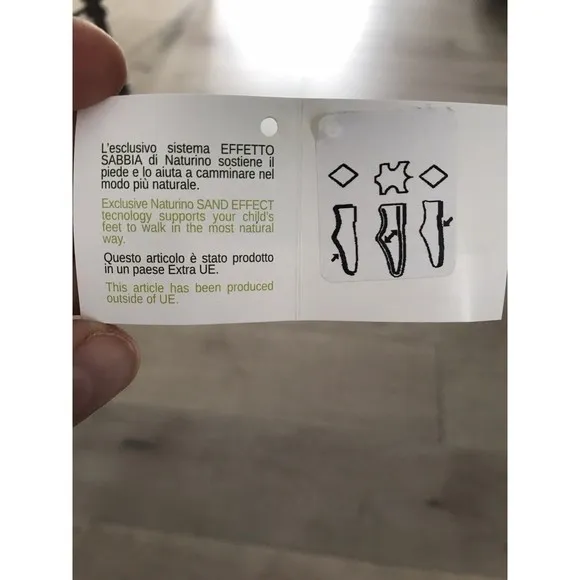 L'esclusivo sistema EFFETTO
SABBIA di Naturino sostiene il
piede e lo aiuta a camminare nel
modo più naturale.
Exclusive Naturino SAND EFFECT
tecnology supports your child's
feet to walk in the most natural
way.
Questo articolo è stato prodotto
in un paese Extra UE.
This article has been produced
outside of UE.